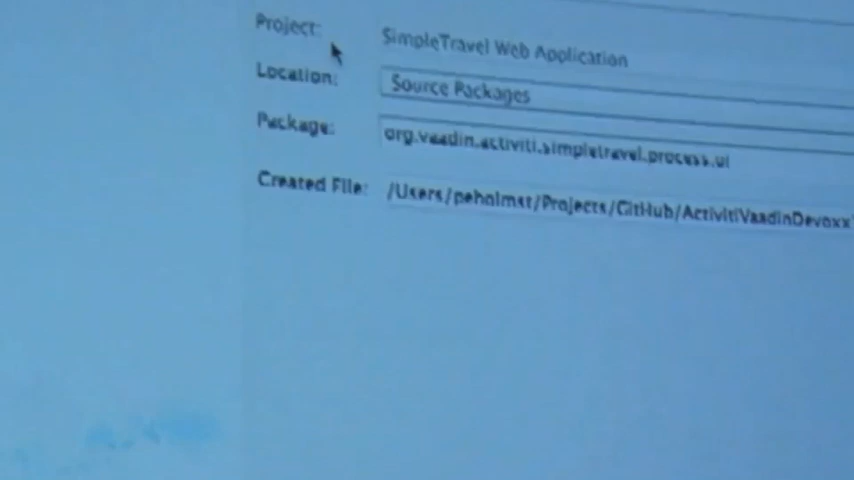 Project: SimpleTravel Web Application
Location: Source Packages
Package: org.vaadin.activiti.simpletravel.process.ui
Created File: /Users/peholmst/Projects/GitHub/ActivitiVaadinDevoxx